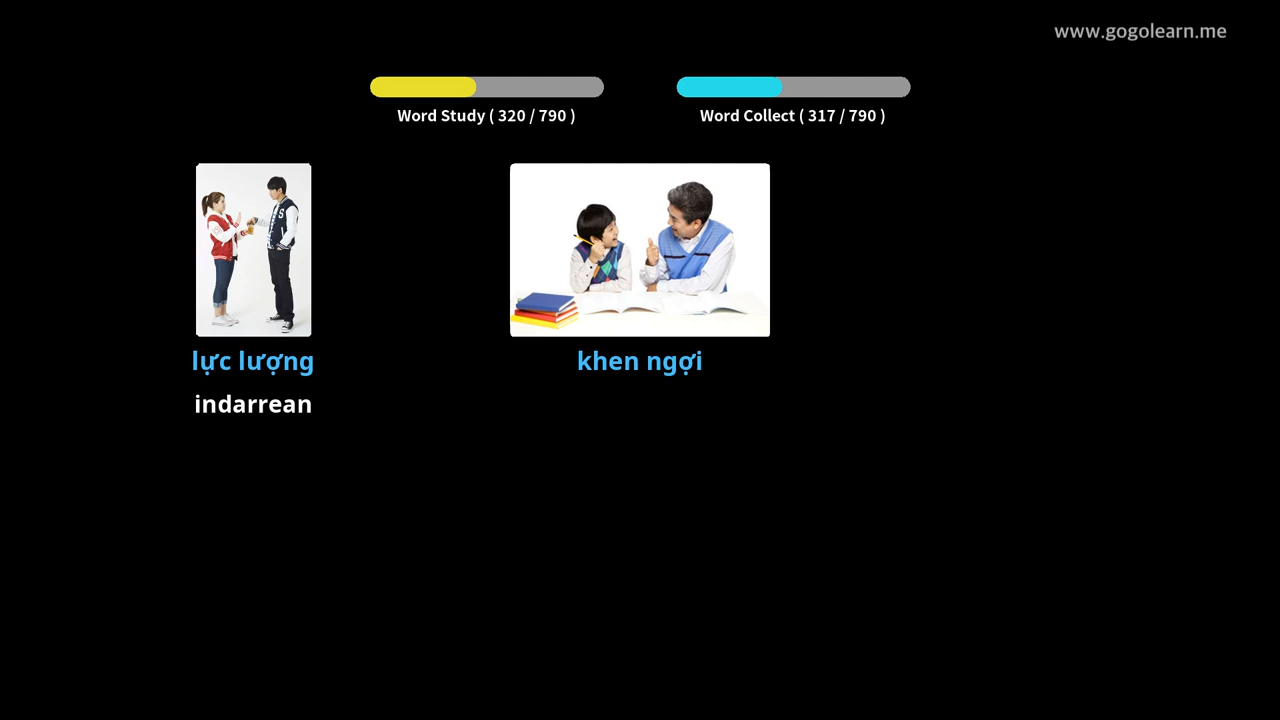 www.gogolearn.me
Word Study ( 320 / 790 )
Word Collect ( 317 / 790 )
lực lượng
khen ngợi
indarrean